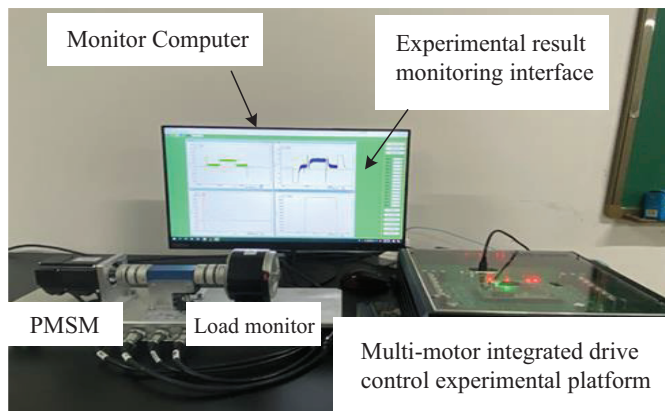 Monitor Computer
Experimental result
monitoring interface
PMSM
Load monitor
Multi-motor integrated drive
control experimental platform